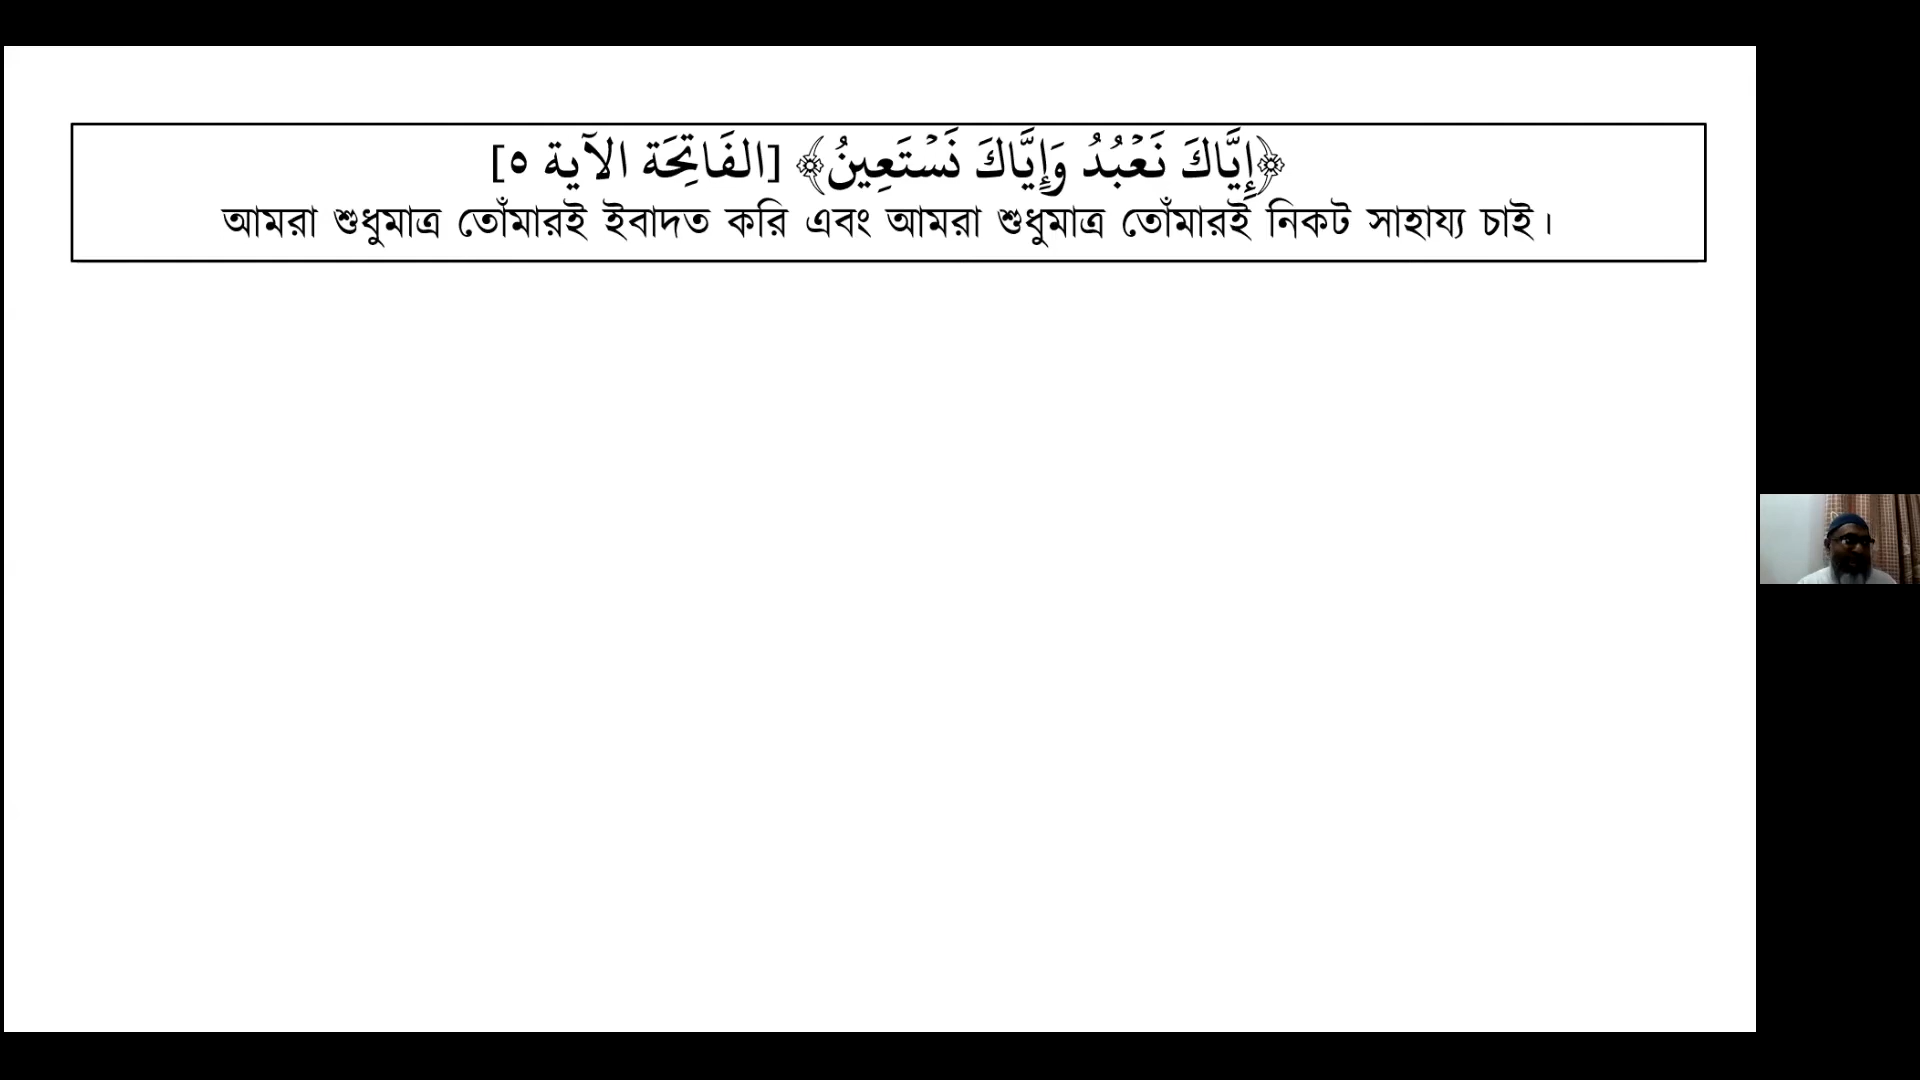 ﴿إِيَّاكَ نَعۡبُدُ وَإِيَّاكَ نَسۡتَعِينُ﴾ [الفَاتِحَة الآية ٥]
আমরা শুধুমাত্র তোঁমারই ইবাদত করি এবং আমরা শুধুমাত্র তোঁমারই নিকট সাহায্য চাই।